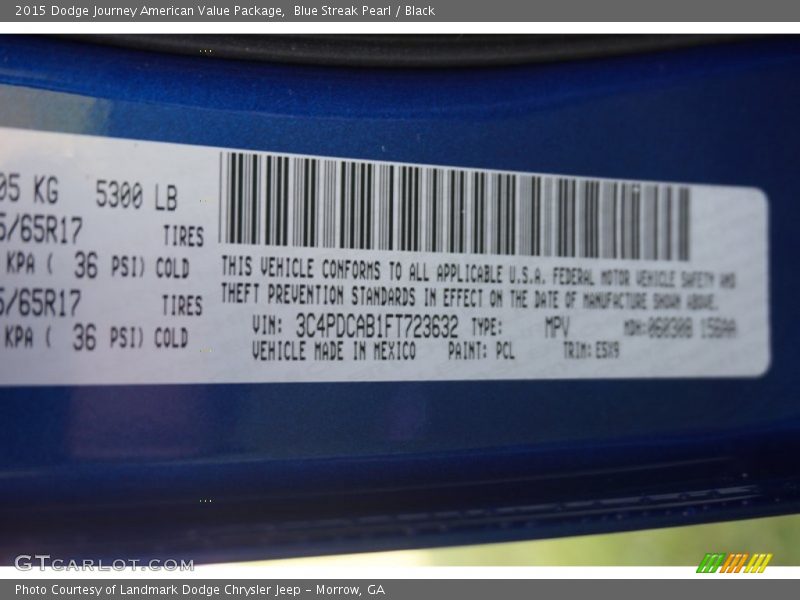 2015 Dodge Journey American Value Package, Blue Streak Pearl / Black
05 KG 5300 LB
5/65R17 TIRES
KPA ( 36 PSI) COLD
5/65R17 TIRES
KPA ( 36 PSI) COLD
THIS VEHICLE CONFORMS TO ALL APPLICABLE U.S.A. FEDERAL MOTOR VEHICLE SAFETY AND
THEFT PREVENTION STANDARDS IN EFFECT ON THE DATE OF MANUFACTURE SHOWN ABOVE.
VIN: 3C4PDCAB1FT723632 TYPE: MPV MDH:060308 156AA
VEHICLE MADE IN MEXICO PAINT: PCL TRIM: E5X9
GTCARLOT.COM
Photo Courtesy of Landmark Dodge Chrysler Jeep - Morrow, GA